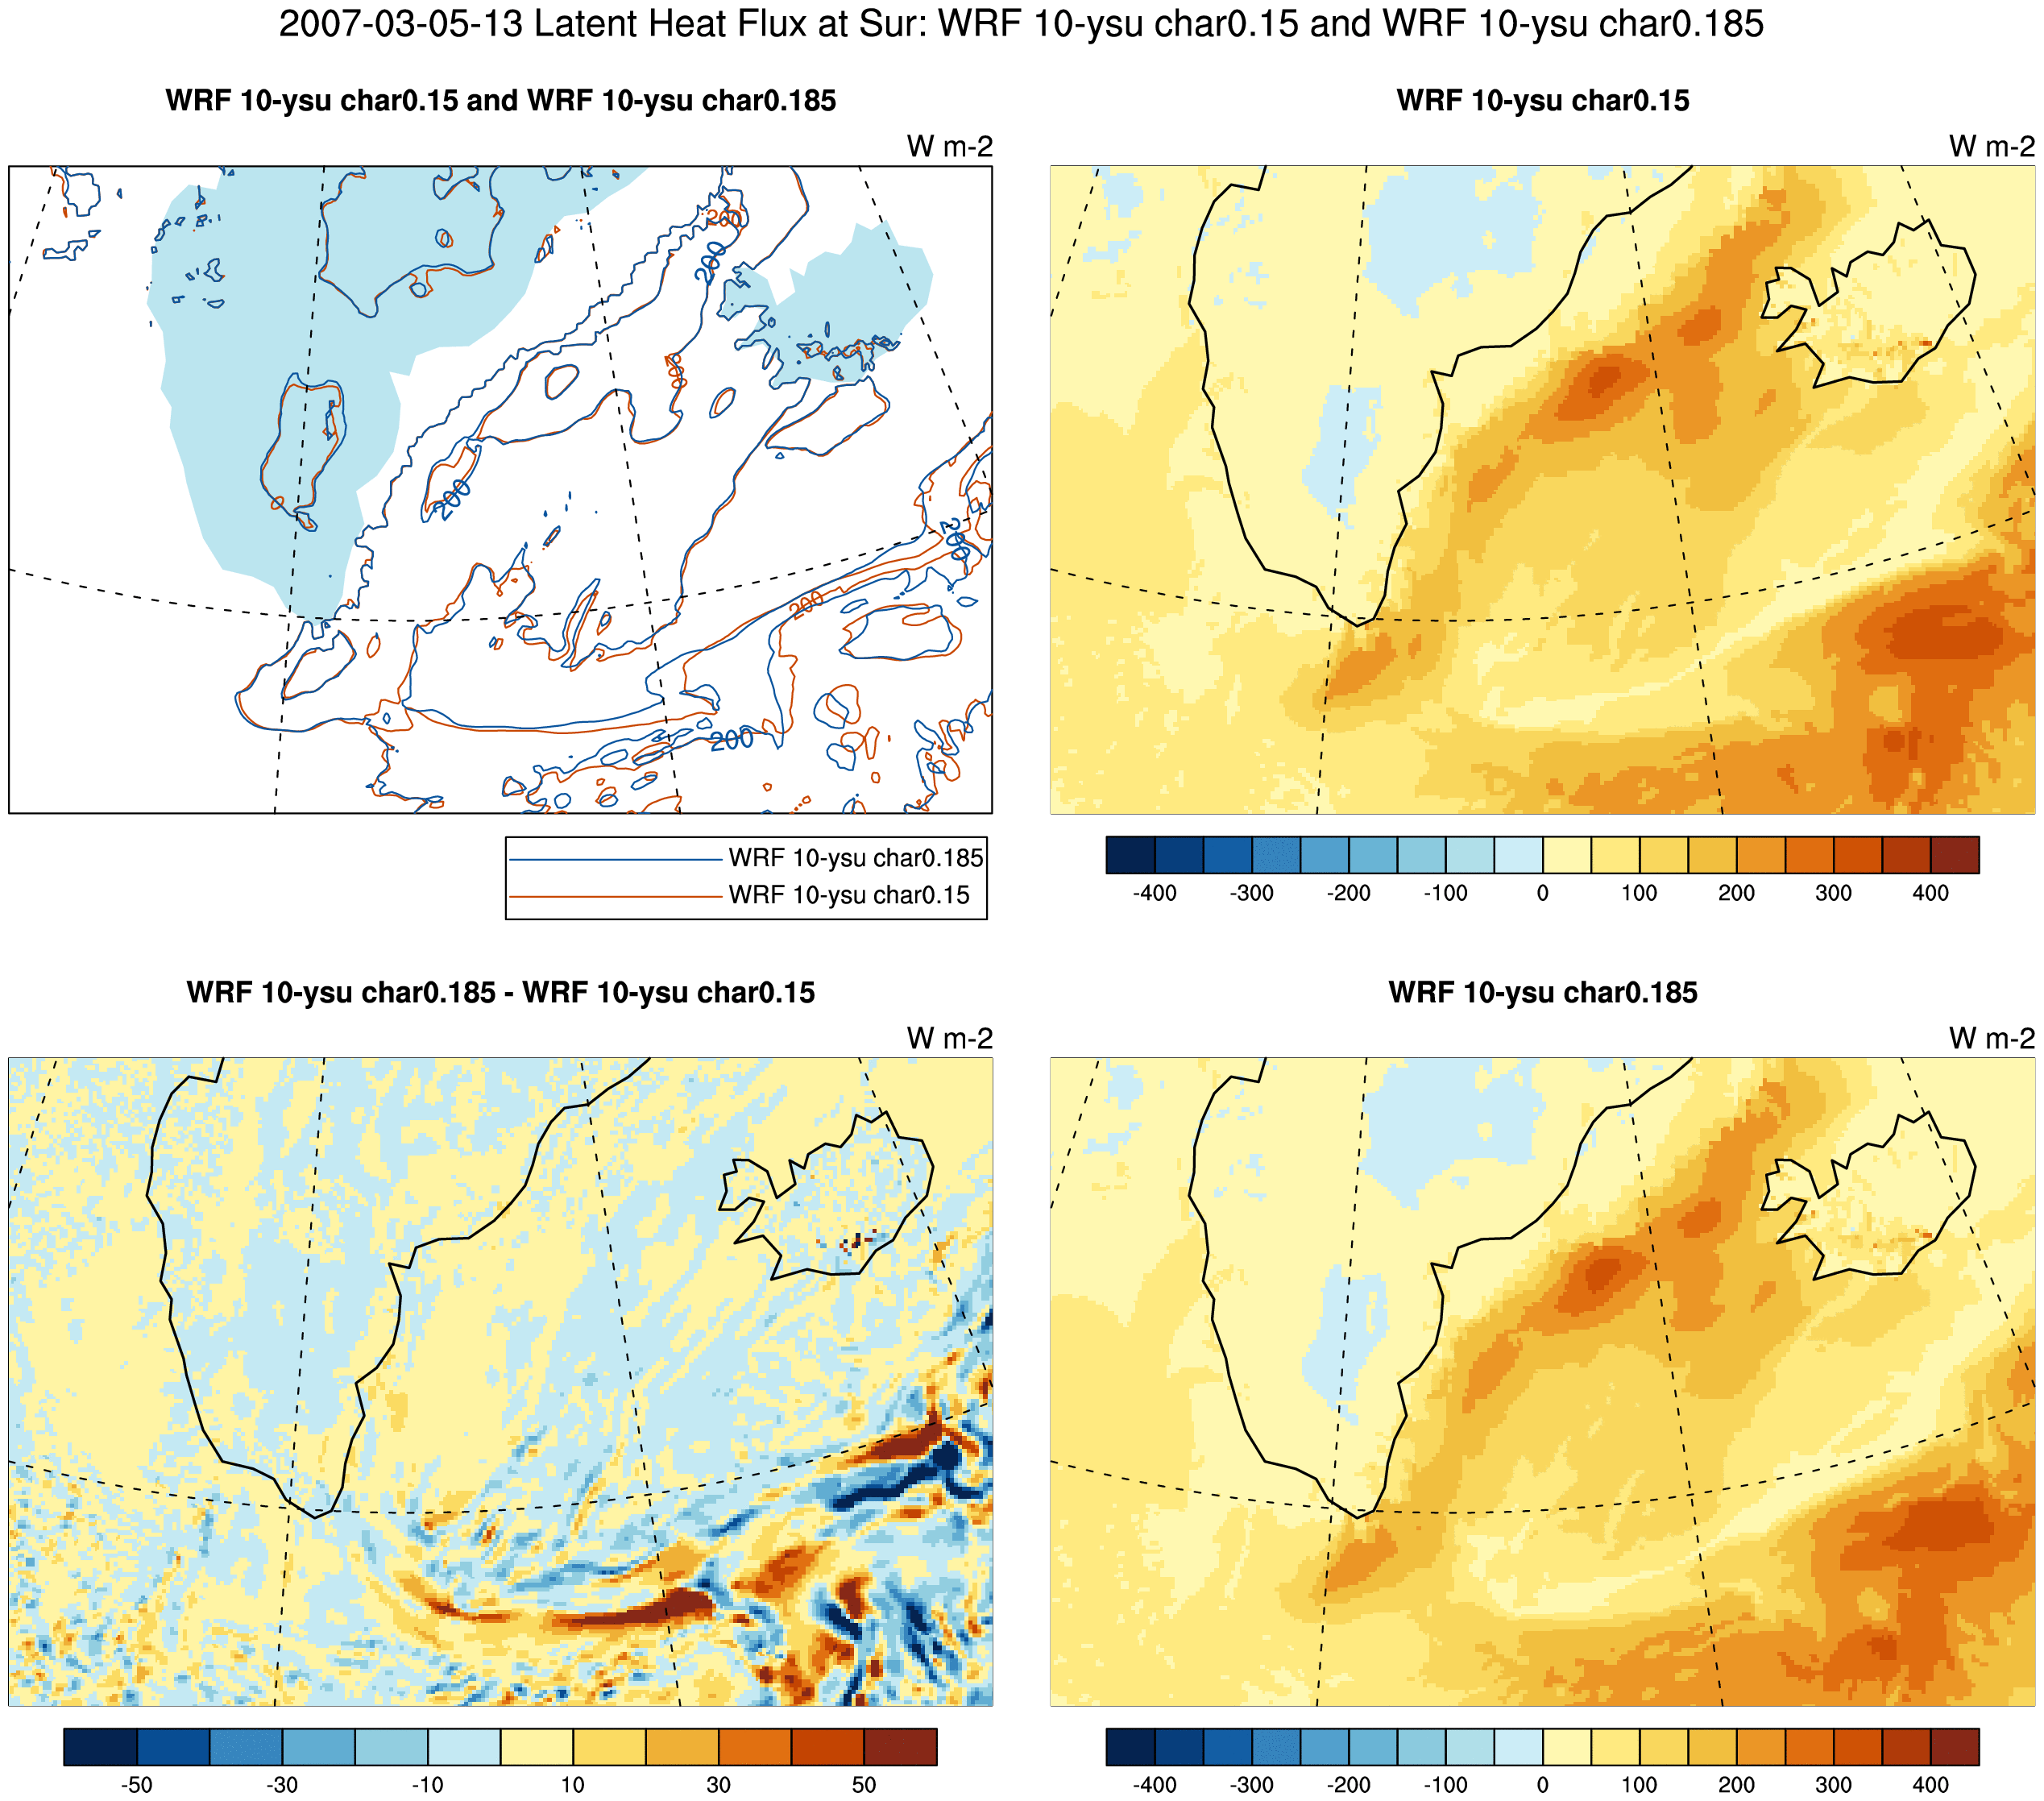 2007-03-05-13 Latent Heat Flux at Sur: WRF 10-ysu char0.15 and WRF 10-ysu char0.185
WRF 10-ysu char0.15 and WRF 10-ysu char0.185
W m-2
200
200
200
200
200
200
200
WRF 10-ysu char0.185
WRF 10-ysu char0.15
WRF 10-ysu char0.15
W m-2
-400 -300 -200 -100 0 100 200 300 400
WRF 10-ysu char0.185 - WRF 10-ysu char0.15
W m-2
-50 -30 -10 10 30 50
WRF 10-ysu char0.185
W m-2
-400 -300 -200 -100 0 100 200 300 400